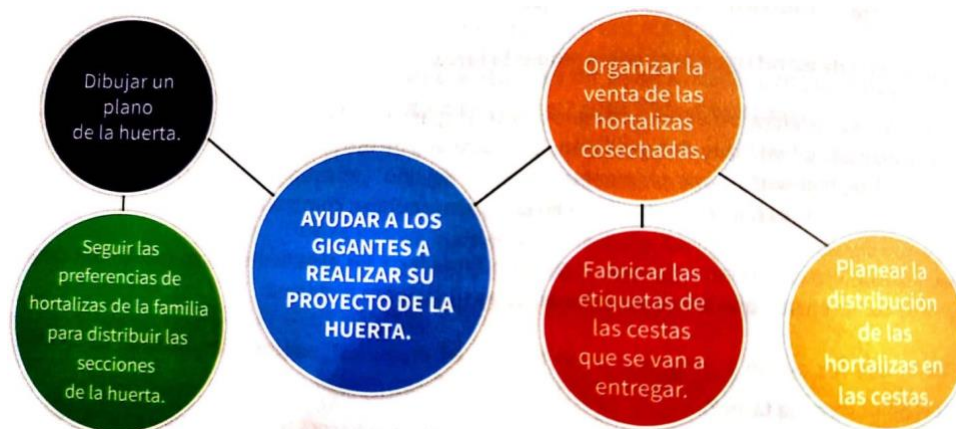 Dibujar un
plano
de la huerta.
Seguir las
preferencias de
hortalizas de la familia
para distribuir las
secciones
de la huerta.
AYUDAR A LOS
GIGANTES A
REALIZAR SU
PROYECTO DE LA
HUERTA.
Organizar la
venta de las
hortalizas
cosechadas.
Fabricar las
etiquetas de
las cestas
que se van a
entregar.
Planear la
distribución
de las
hortalizas en
las cestas.